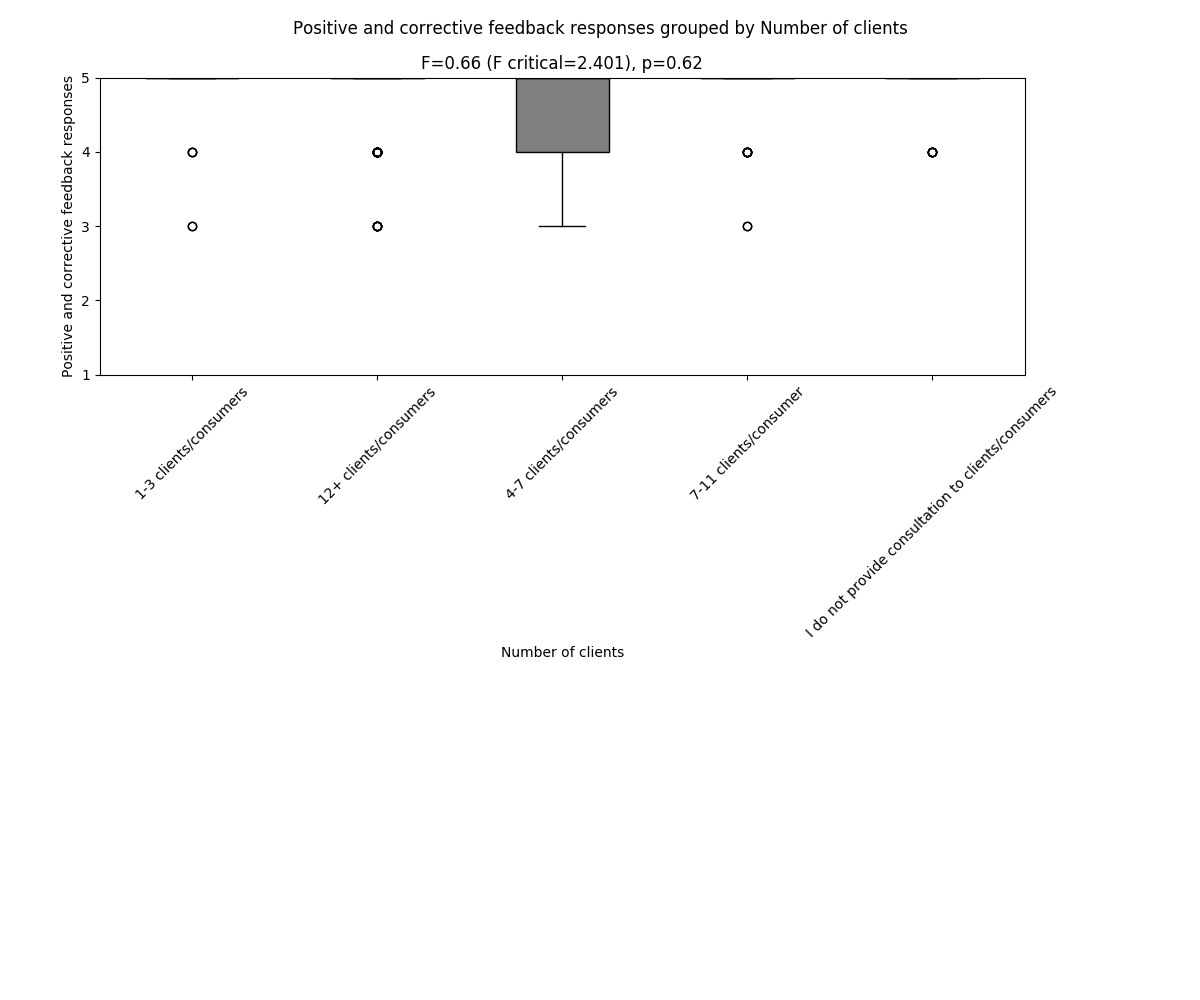 Positive and corrective feedback responses grouped by Number of clients
F=0.66 (F critical=2.401), p=0.62
Positive and corrective feedback responses
5
4
3
2
1
1-3 clients/consumers
12+ clients/consumers
4-7 clients/consumers
7-11 clients/consumer
I do not provide consultation to clients/consumers
Number of clients